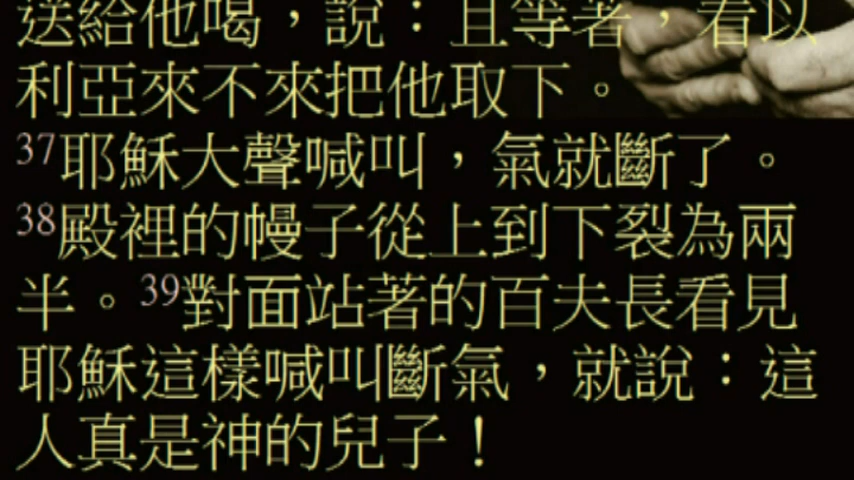 送給他喝，說：且等著，看以
利亞來不來把他取下。
37耶穌大聲喊叫，氣就斷了。
38殿裡的幔子從上到下裂為兩
半。39對面站著的百夫長看見
耶穌這樣喊叫斷氣，就說：這
人真是神的兒子！